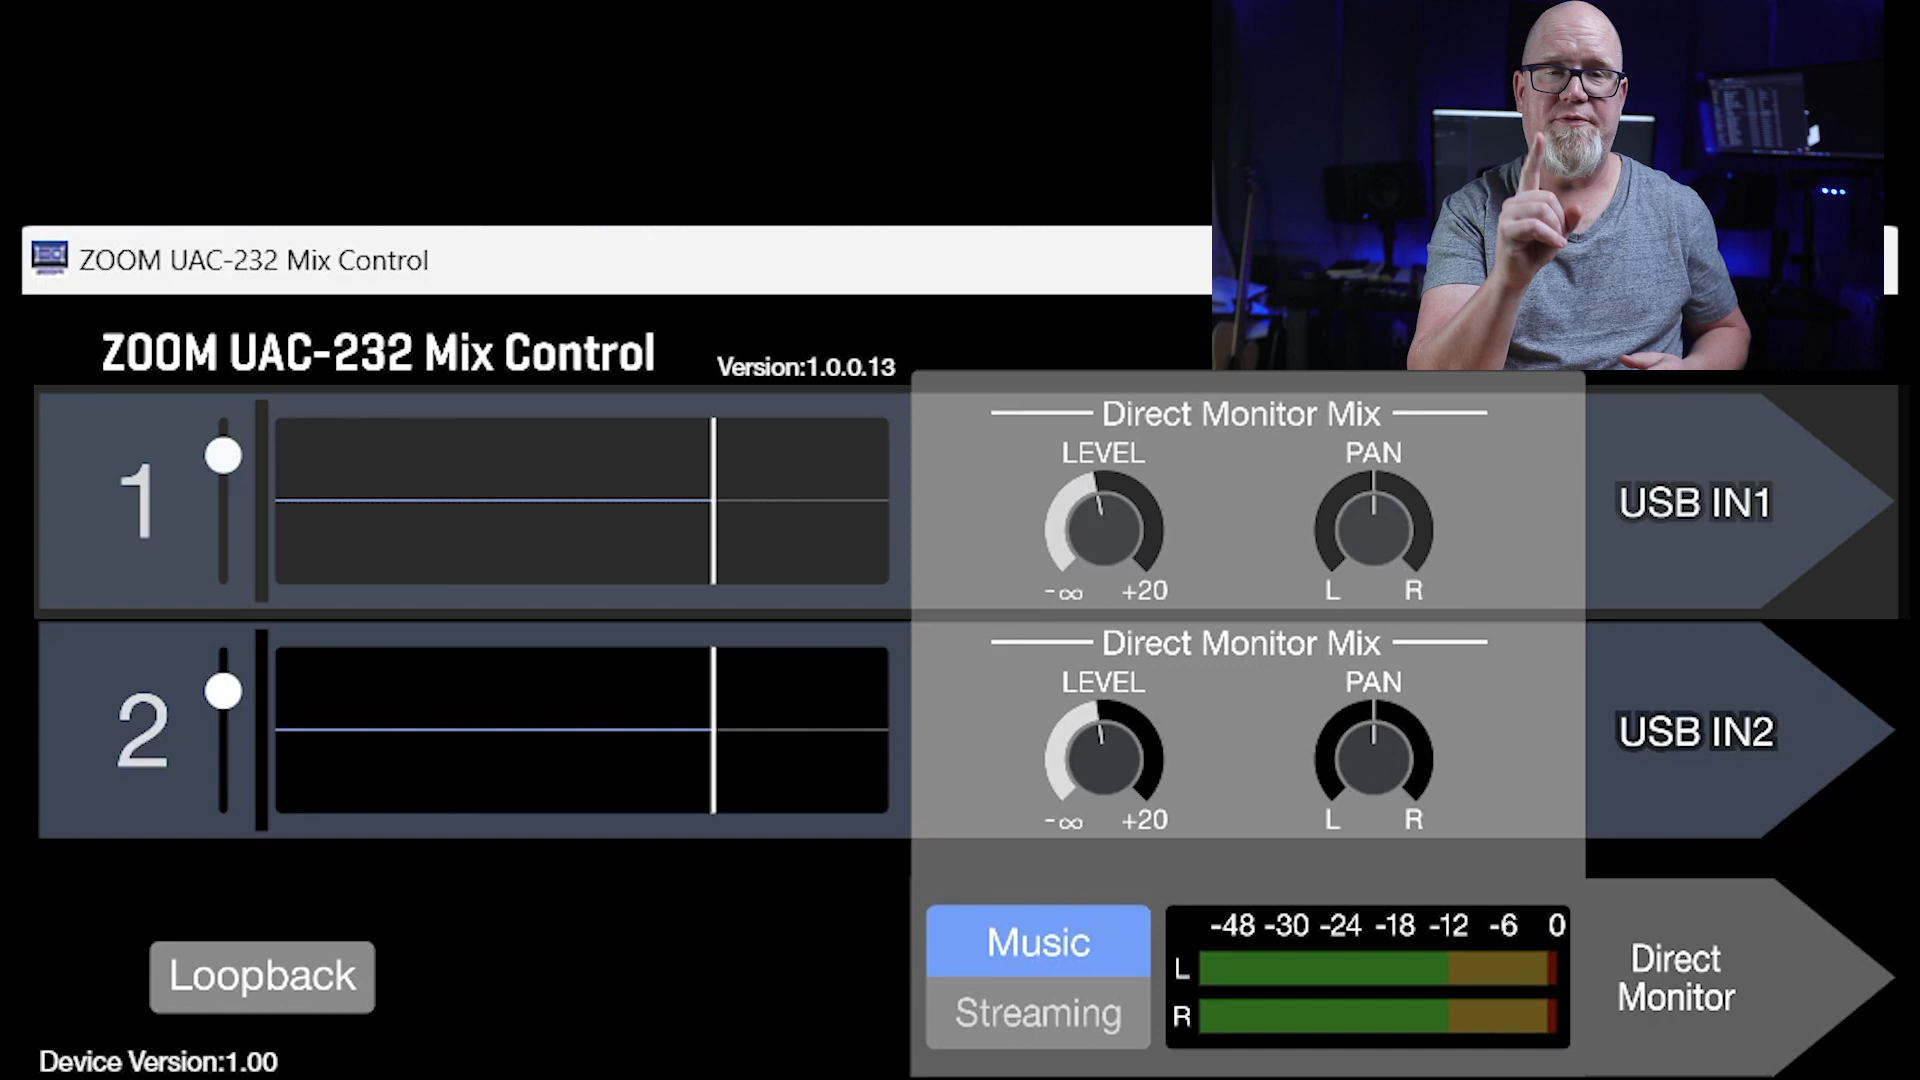 ZOOM UAC-232 Mix Control
ZOOM UAC-232 Mix Control Version:1.0.0.13
1
Direct Monitor Mix
LEVEL PAN
-∞ +20 L R
USB IN1
2
Direct Monitor Mix
LEVEL PAN
-∞ +20 L R
USB IN2
Loopback
Music
Streaming
-48 -30 -24 -18 -12 -6 0
L
R
Direct
Monitor
Device Version:1.00